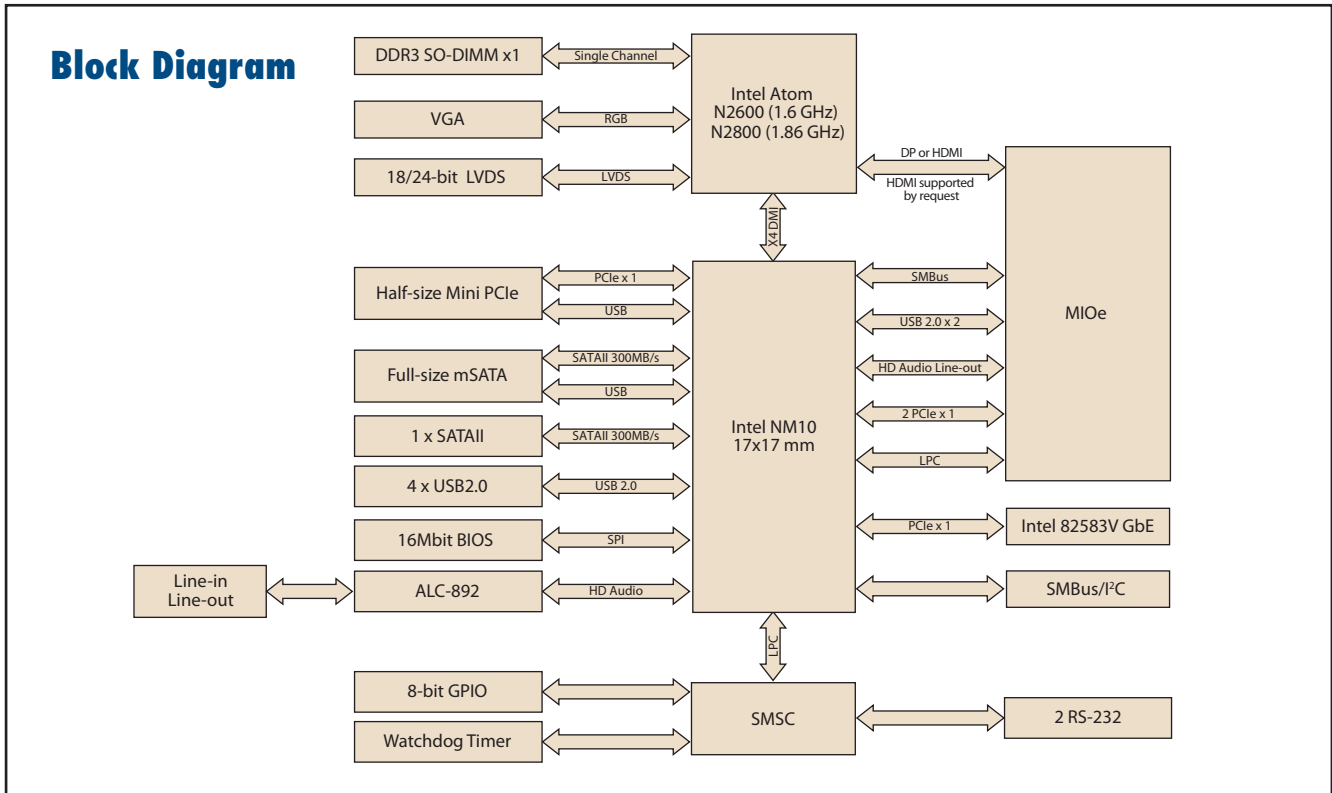 Block Diagram
DDR3 SO-DIMM x1
Single Channel
VGA
RGB
18/24-bit LVDS
LVDS
Intel Atom
N2600 (1.6 GHz)
N2800 (1.86 GHz)
DP or HDMI
HDMI supported
by request
X4 DMI
Half-size Mini PCIe
PCIe x 1
USB
Full-size mSATA
SATAII 300MB/s
USB
1 x SATAII
SATAII 300MB/s
4 x USB2.0
USB 2.0
16Mbit BIOS
SPI
Line-in
Line-out
ALC-892
HD Audio
Intel NM10
17x17 mm
SMBus
USB 2.0 x 2
HD Audio Line-out
2 PCIe x 1
LPC
MIOe
PCIe x 1
Intel 82583V GbE
SMBus/I²C
LPC
8-bit GPIO
Watchdog Timer
SMSC
2 RS-232